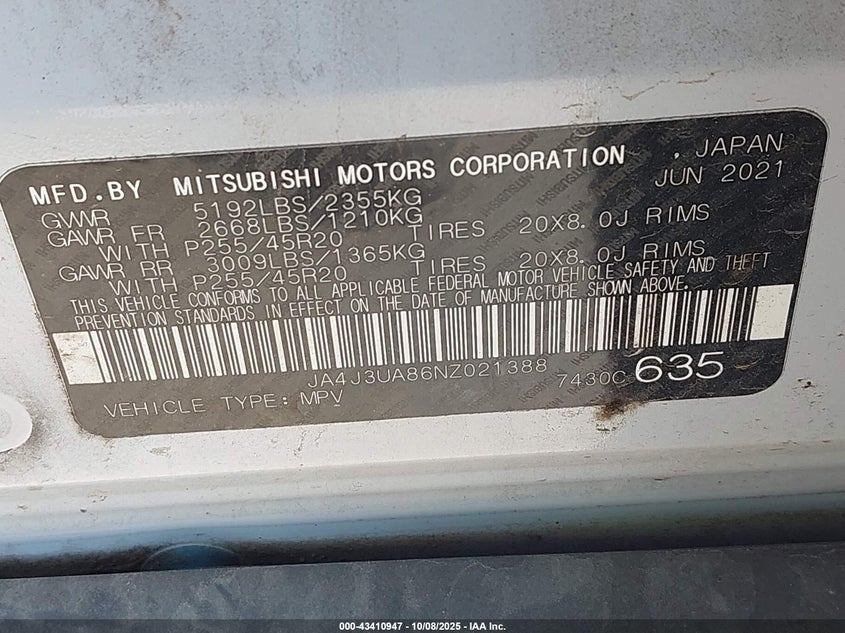 MFD.BY MITSUBISHI MOTORS CORPORATION , JAPAN
JUN 2021
GVWR 5192LBS/2355KG
GAWR FR 2668LBS/1210KG
WITH P255/45R20 TIRES 20X8.0J RIMS
GAWR RR 3009LBS/1365KG
WITH P255/45R20 TIRES 20X8.0J RIMS
THIS VEHICLE CONFORMS TO ALL APPLICABLE FEDERAL MOTOR VEHICLE SAFETY AND THEFT
PREVENTION STANDARDS IN EFFECT ON THE DATE OF MANUFACTURE SHOWN ABOVE.
JA4J3UA86NZ021388 7430C 635
VEHICLE TYPE: MPV
000-43410947 - 10/08/2025 - IAA Inc.